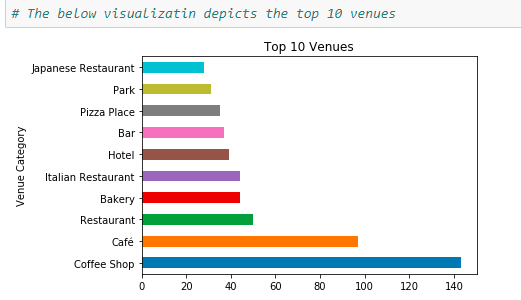 # The below visualizatin depicts the top 10 venues
Top 10 Venues
Japanese Restaurant
Park
Pizza Place
Bar
Hotel
Italian Restaurant
Bakery
Restaurant
Café
Coffee Shop
Venue Category
0 20 40 60 80 100 120 140